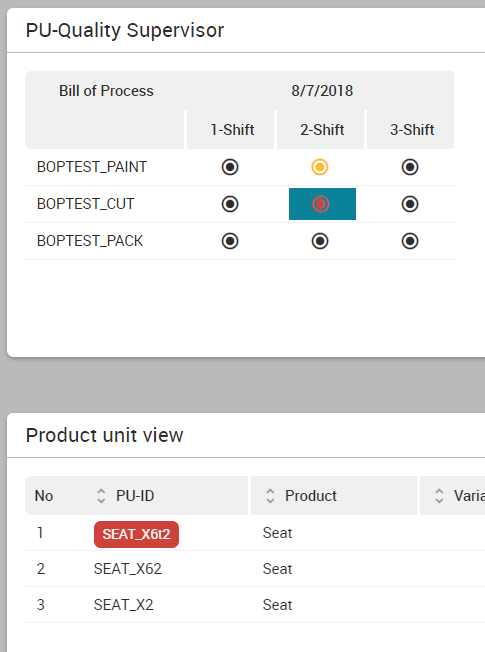 PU-Quality Supervisor
Bill of Process 8/7/2018
1-Shift 2-Shift 3-Shift
BOPTEST_PAINT
BOPTEST_CUT
BOPTEST_PACK
Product unit view
No PU-ID Product Varia
1 SEAT_X6t2 Seat
2 SEAT_X62 Seat
3 SEAT_X2 Seat